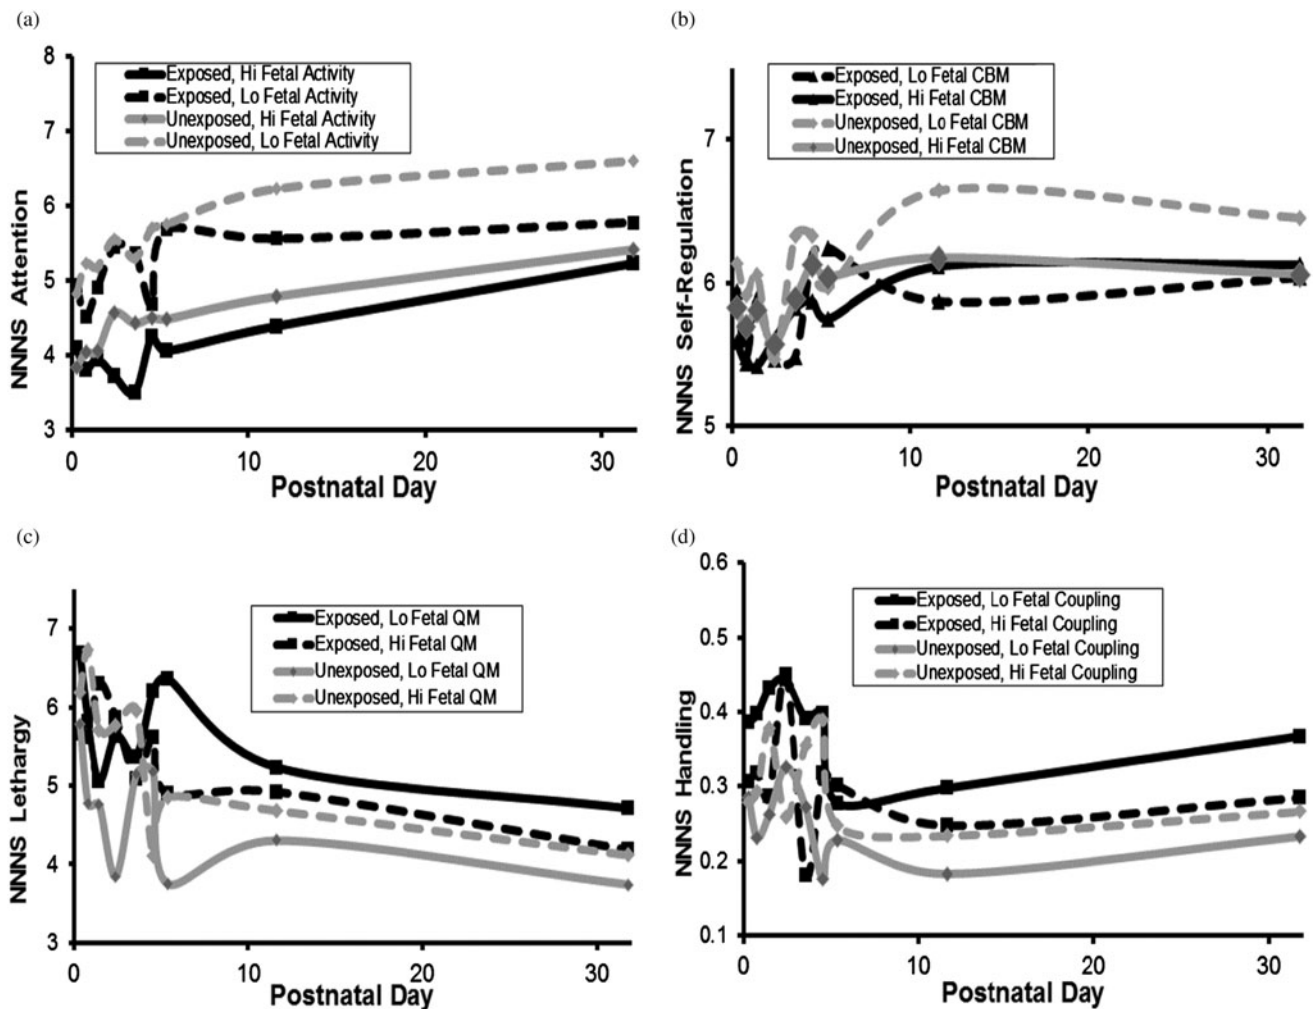 (a)
8
Exposed, Hi Fetal Activity
Exposed, Lo Fetal Activity
Unexposed, Hi Fetal Activity
Unexposed, Lo Fetal Activity
7
6
5
4
3
NNNS Attention
0
10
20
30
Postnatal Day
(b)
Exposed, Lo Fetal CBM
Exposed, Hi Fetal CBM
Unexposed, Lo Fetal CBM
Unexposed, Hi Fetal CBM
7
6
5
NNNS Self-Regulation
0
10
20
30
Postnatal Day
(c)
Exposed, Lo Fetal QM
Exposed, Hi Fetal QM
Unexposed, Lo Fetal QM
Unexposed, Hi Fetal QM
7
6
5
4
3
NNNS Lethargy
0
10
20
30
Postnatal Day
(d)
0.6
Exposed, Lo Fetal Coupling
Exposed, Hi Fetal Coupling
Unexposed, Lo Fetal Coupling
Unexposed, Hi Fetal Coupling
0.5
0.4
0.3
0.2
0.1
NNNS Handling
0
10
20
30
Postnatal Day